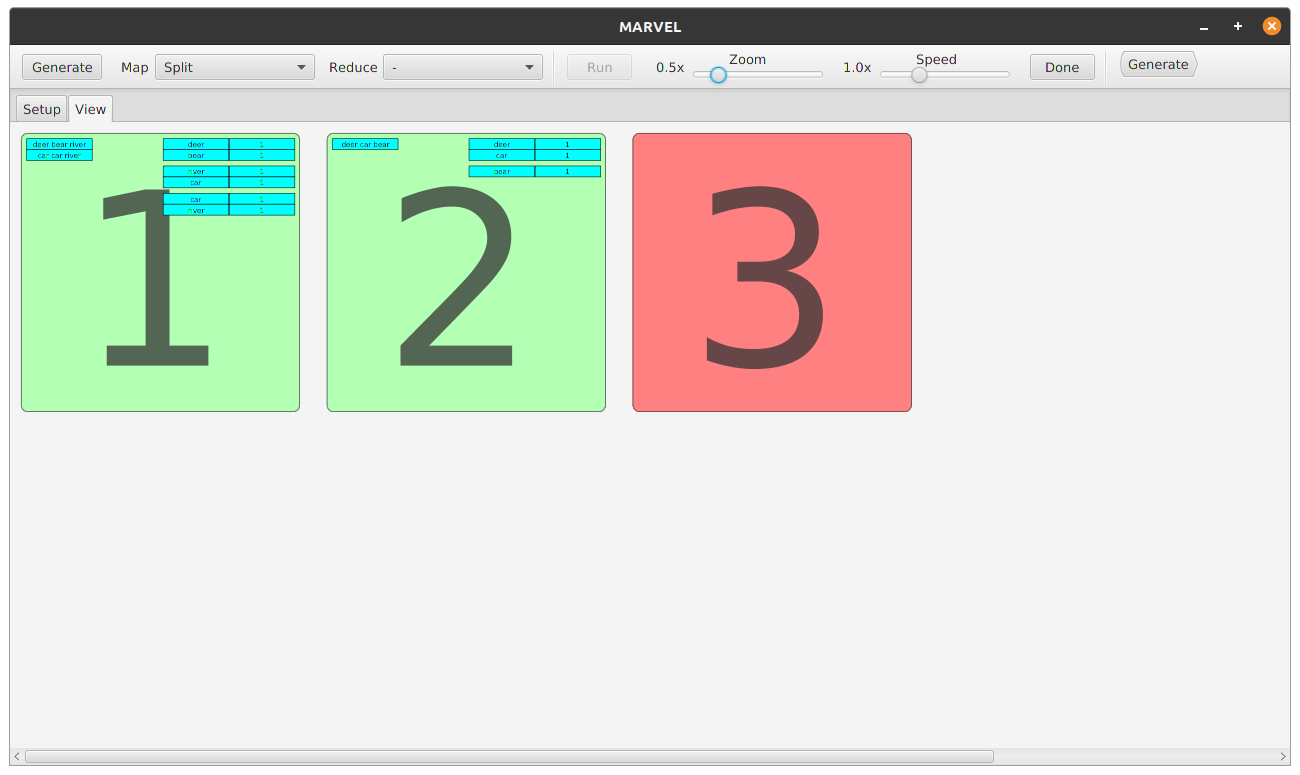 MARVEL
Generate Map Split Reduce - Run 0.5x Zoom 1.0x Speed Done Generate
Setup View
deer bear river
car car river
deer 1
bear 1
river 1
car 1
car 1
river 1
1
deer car bear
deer 1
car 1
bear 1
2
3